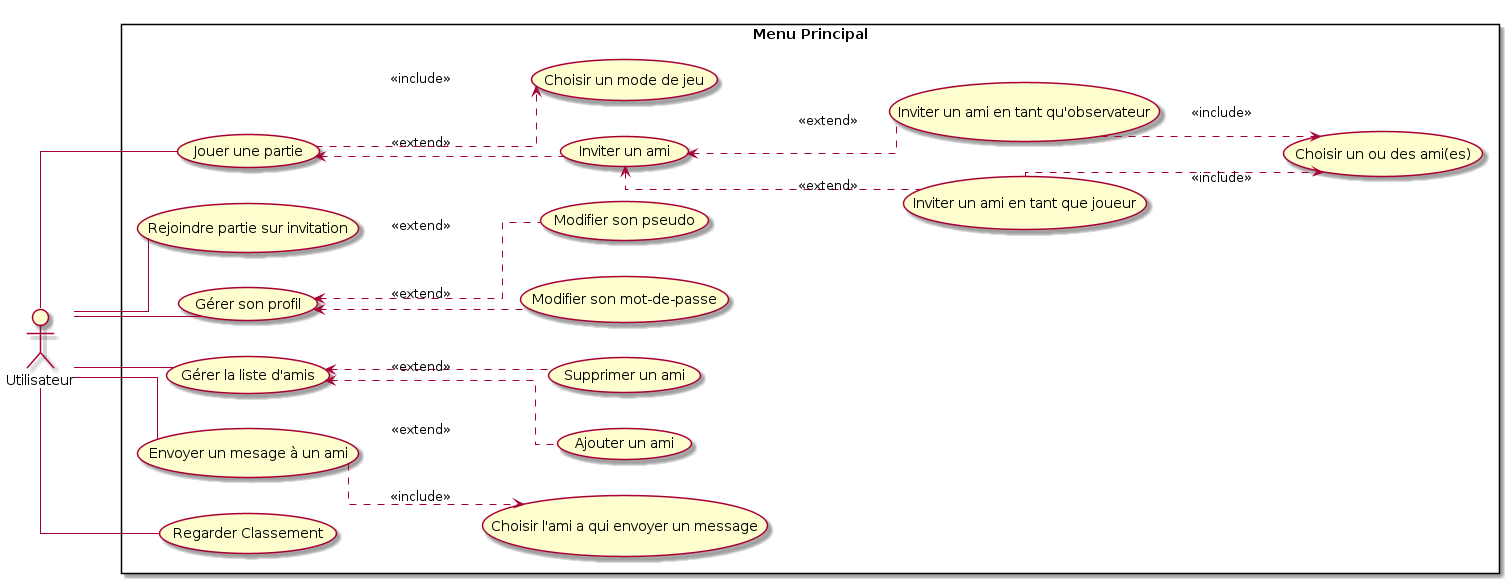 Menu Principal
«include»
Choisir un mode de jeu
Inviter un ami en tant qu'observateur
«include»
«extend»
Jouer une partie
«extend»
Inviter un ami
Choisir un ou des ami(es)
«extend»
«include»
Inviter un ami en tant que joueur
Rejoindre partie sur invitation
«extend»
Modifier son pseudo
Gérer son profil
«extend»
Modifier son mot-de-passe
Utilisateur
Gérer la liste d'amis
«extend»
Supprimer un ami
«extend»
Ajouter un ami
Envoyer un mesage à un ami
«include»
Choisir l'ami a qui envoyer un message
Regarder Classement